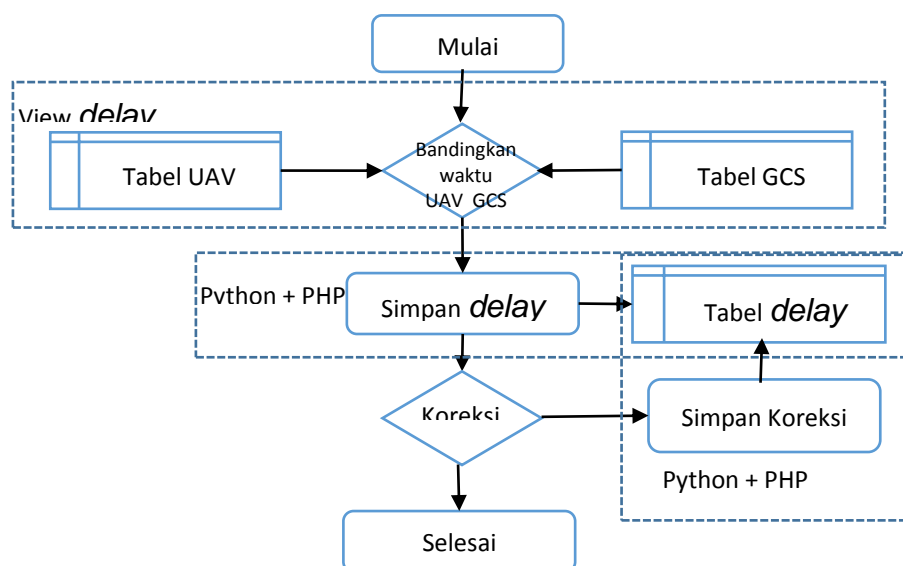 Mulai
View delay
Tabel UAV
Bandingkan
waktu
UAV GCS
Tabel GCS
Python + PHP
Simpan delay
Tabel delay
Koreksi
Simpan Koreksi
Python + PHP
Selesai